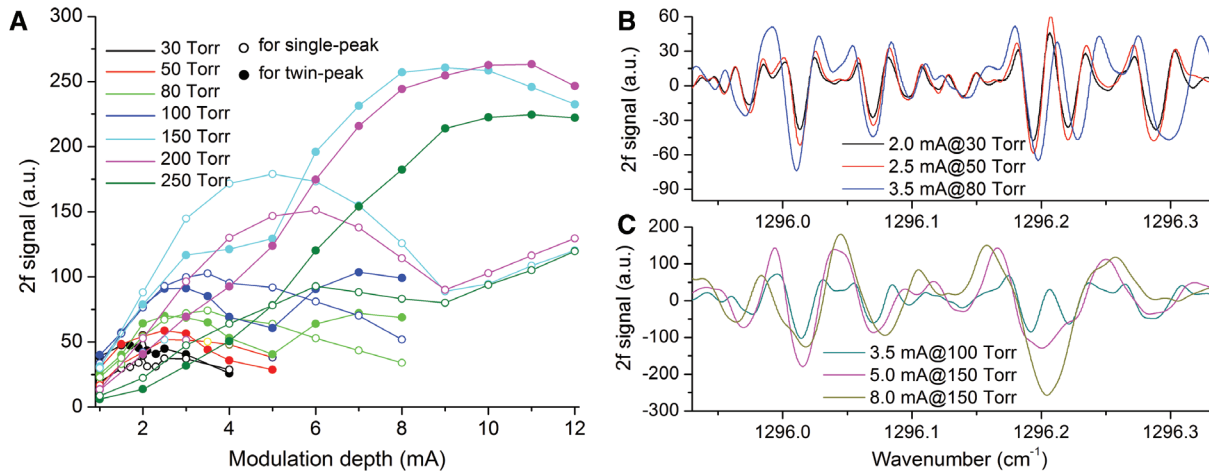 A
2f signal (a.u.)
300
250
200
150
100
50
0
30 Torr
50 Torr
80 Torr
100 Torr
150 Torr
200 Torr
250 Torr
for single-peak
for twin-peak
2
4
6
8
10
12
Modulation depth (mA)
B
2f signal (a.u.)
60
30
0
-30
-60
-90
2.0 mA@30 Torr
2.5 mA@50 Torr
3.5 mA@80 Torr
1296.0
1296.1
1296.2
1296.3
C
2f signal (a.u.)
200
100
0
-100
-200
-300
3.5 mA@100 Torr
5.0 mA@150 Torr
8.0 mA@150 Torr
1296.0
1296.1
1296.2
1296.3
Wavenumber (cm⁻¹)